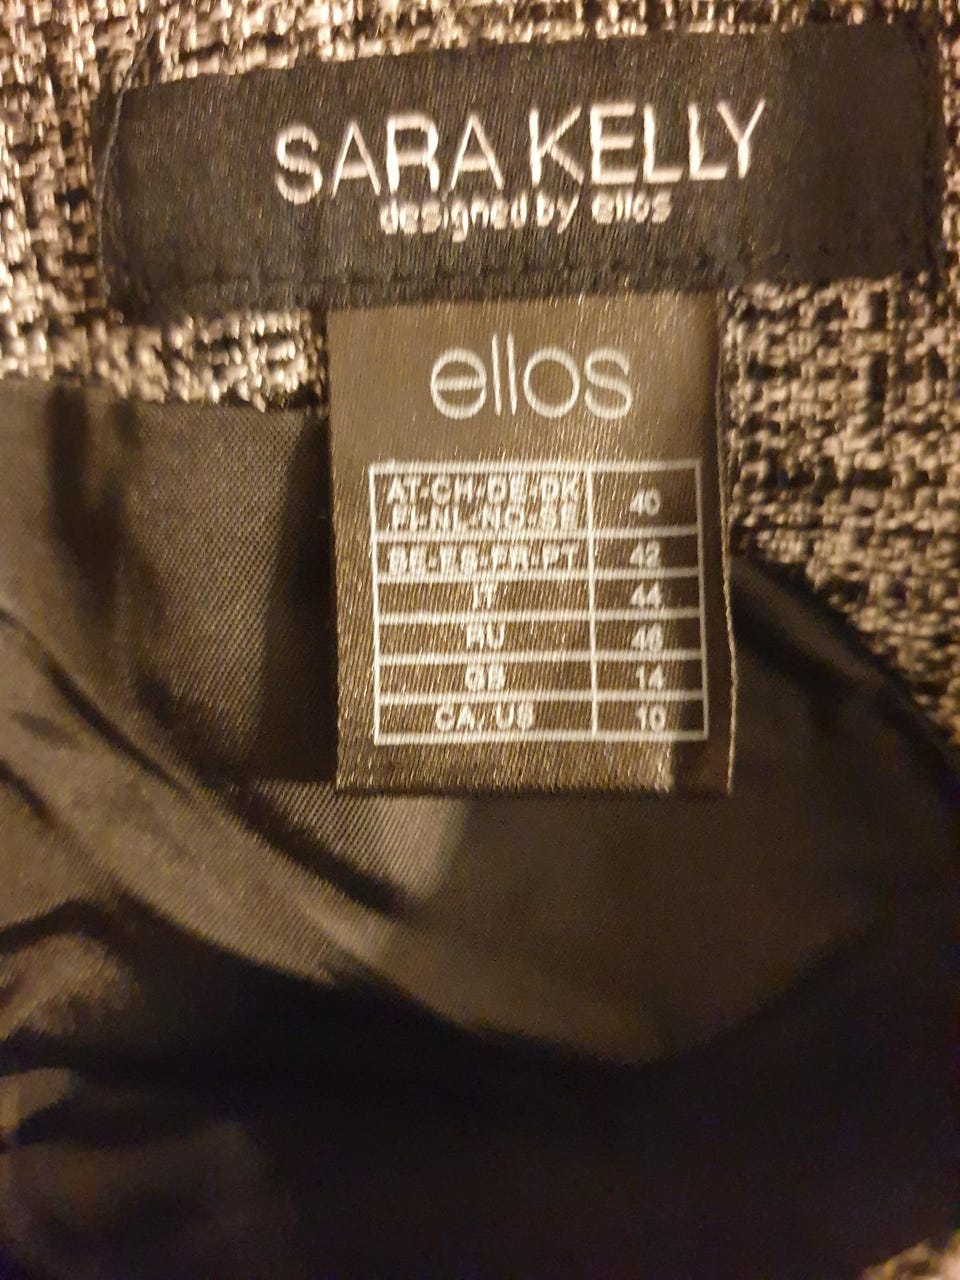 SARA KELLY
designed by ellos
ellos
AT-CH-DE-DK 40
FI-NL-NO-SE
BE-ES-FR-PT 42
IT 44
RU 46
GB 14
CA, US 10